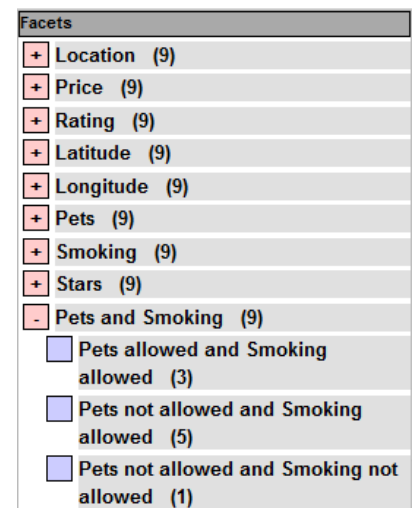 Facets
+ Location (9)
+ Price (9)
+ Rating (9)
+ Latitude (9)
+ Longitude (9)
+ Pets (9)
+ Smoking (9)
+ Stars (9)
- Pets and Smoking (9)
Pets allowed and Smoking
allowed (3)
Pets not allowed and Smoking
allowed (5)
Pets not allowed and Smoking not
allowed (1)